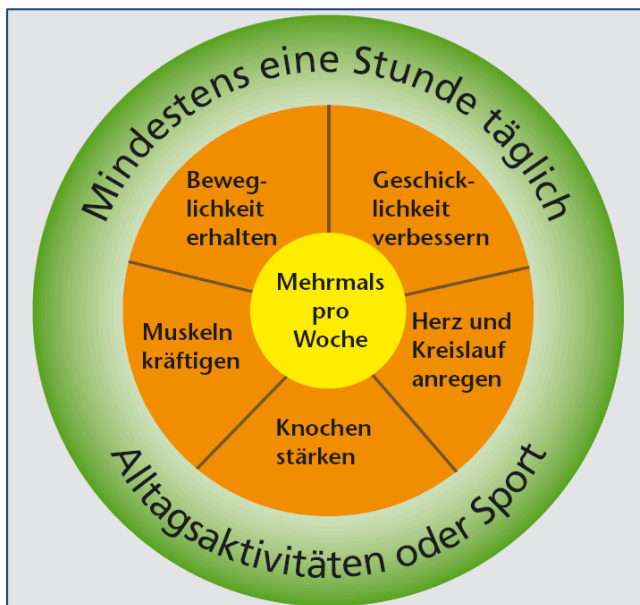 Mindestens eine Stunde täglich
Beweg-
lichkeit
erhalten
Geschick-
lichkeit
verbessern
Mehrmals
pro
Woche
Muskeln
kräftigen
Herz und
Kreislauf
anregen
Knochen
stärken
Alltagsaktivitäten oder Sport